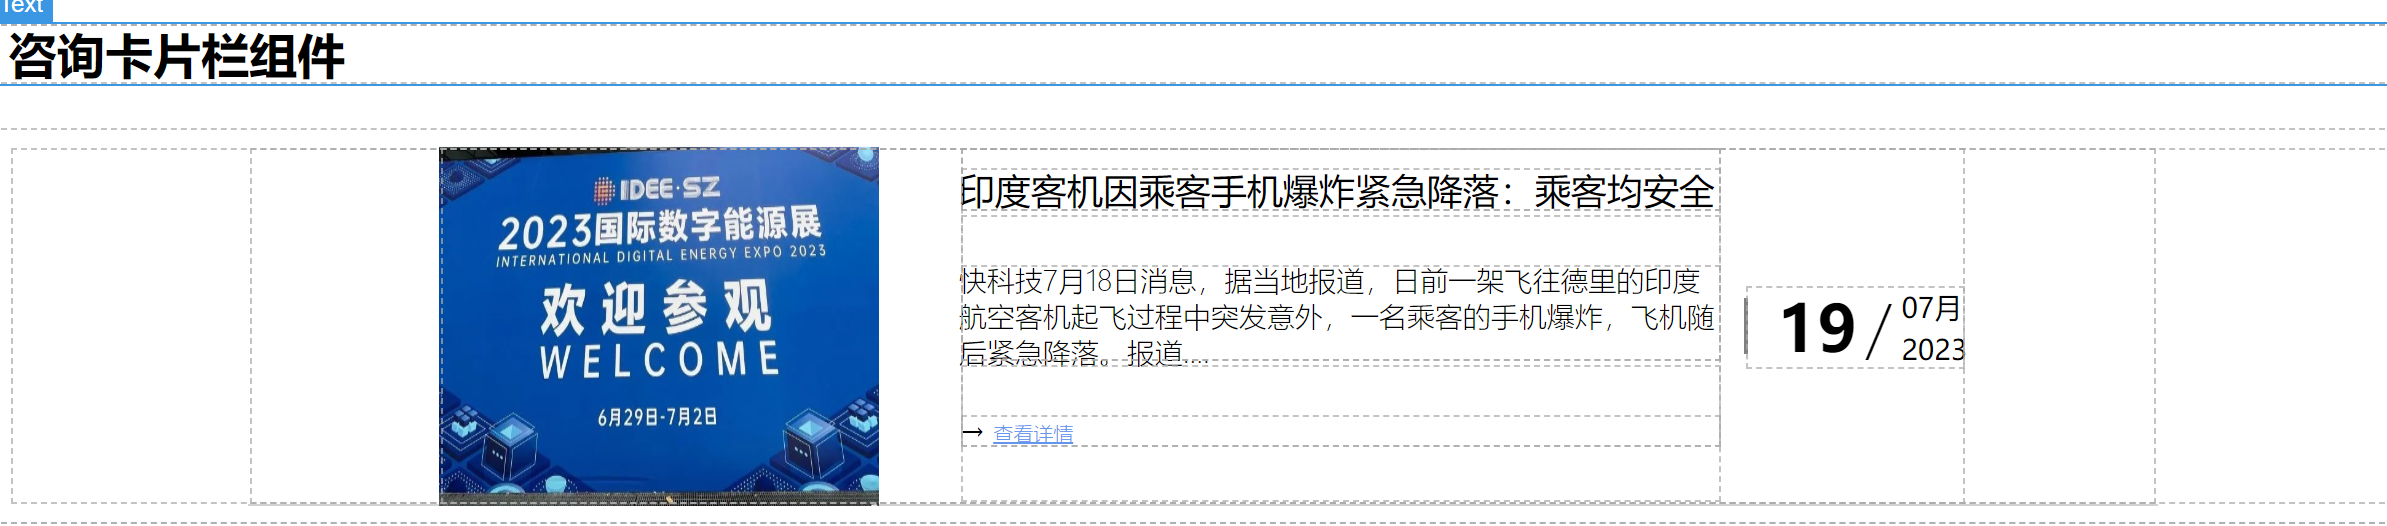 Text
咨询卡片栏组件
IDEE·SZ
2023国际数字能源展
INTERNATIONAL DIGITAL ENERGY EXPO 2023
欢迎参观
WELCOME
6月29日-7月2日
印度客机因乘客手机爆炸紧急降落：乘客均安全
快科技7月18日消息，据当地报道，日前一架飞往德里的印度
航空客机起飞过程中突发意外，一名乘客的手机爆炸，飞机随
后紧急降落。报道...
→ 查看详情
19 / 07月
2023